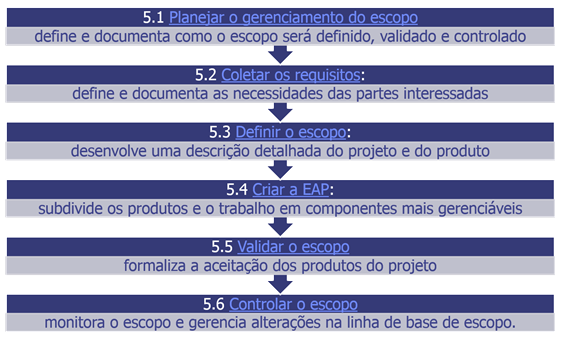 5.1 Planejar o gerenciamento do escopo
define e documenta como o escopo será definido, validado e controlado
5.2 Coletar os requisitos:
define e documenta as necessidades das partes interessadas
5.3 Definir o escopo:
desenvolve uma descrição detalhada do projeto e do produto
5.4 Criar a EAP:
subdivide os produtos e o trabalho em componentes mais gerenciáveis
5.5 Validar o escopo
formaliza a aceitação dos produtos do projeto
5.6 Controlar o escopo
monitora o escopo e gerencia alterações na linha de base de escopo.